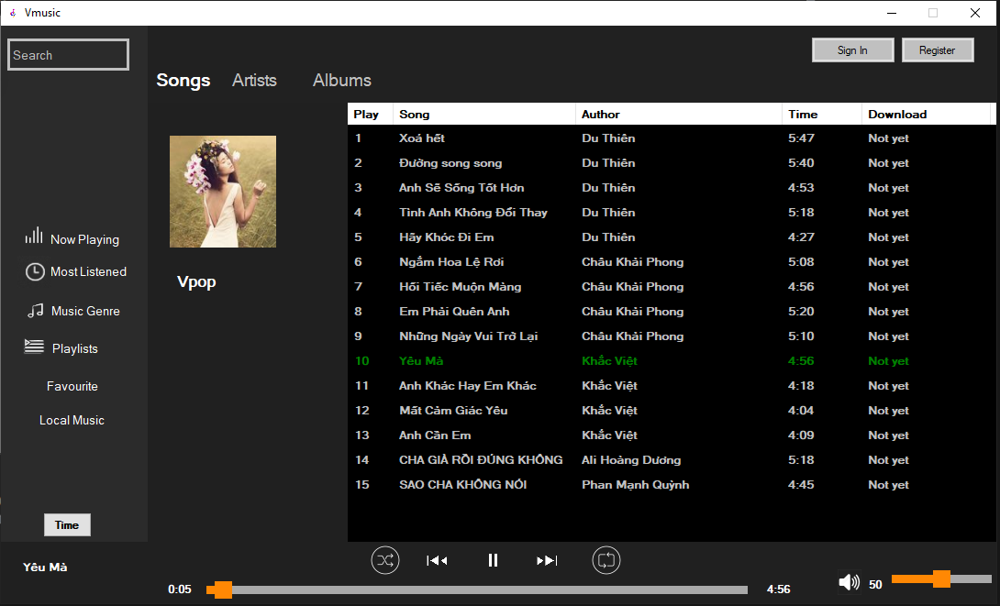 Vmusic
Search
Sign In
Register
Songs Artists Albums
Play Song Author Time Download
1 Xoá hết Du Thiên 5:47 Not yet
2 Đường song song Du Thiên 5:40 Not yet
3 Anh Sẽ Sống Tốt Hơn Du Thiên 4:53 Not yet
4 Tình Anh Không Đổi Thay Du Thiên 5:18 Not yet
5 Hãy Khóc Đi Em Du Thiên 4:27 Not yet
6 Ngắm Hoa Lệ Rơi Châu Khải Phong 5:08 Not yet
7 Hối Tiếc Muộn Màng Châu Khải Phong 4:56 Not yet
8 Em Phải Quên Anh Châu Khải Phong 5:20 Not yet
9 Những Ngày Vui Trở Lại Châu Khải Phong 5:10 Not yet
10 Yêu Mà Khắc Việt 4:56 Not yet
11 Anh Khác Hay Em Khác Khắc Việt 4:18 Not yet
12 Mất Cảm Giác Yêu Khắc Việt 4:04 Not yet
13 Anh Cần Em Khắc Việt 4:09 Not yet
14 CHA GIÀ RỒI ĐÚNG KHÔNG Ali Hoàng Dương 5:18 Not yet
15 SAO CHA KHÔNG NÓI Phan Mạnh Quỳnh 4:45 Not yet
Vpop
Now Playing
Most Listened
Music Genre
Playlists
Favourite
Local Music
Time
Yêu Mà
0:05
4:56
50